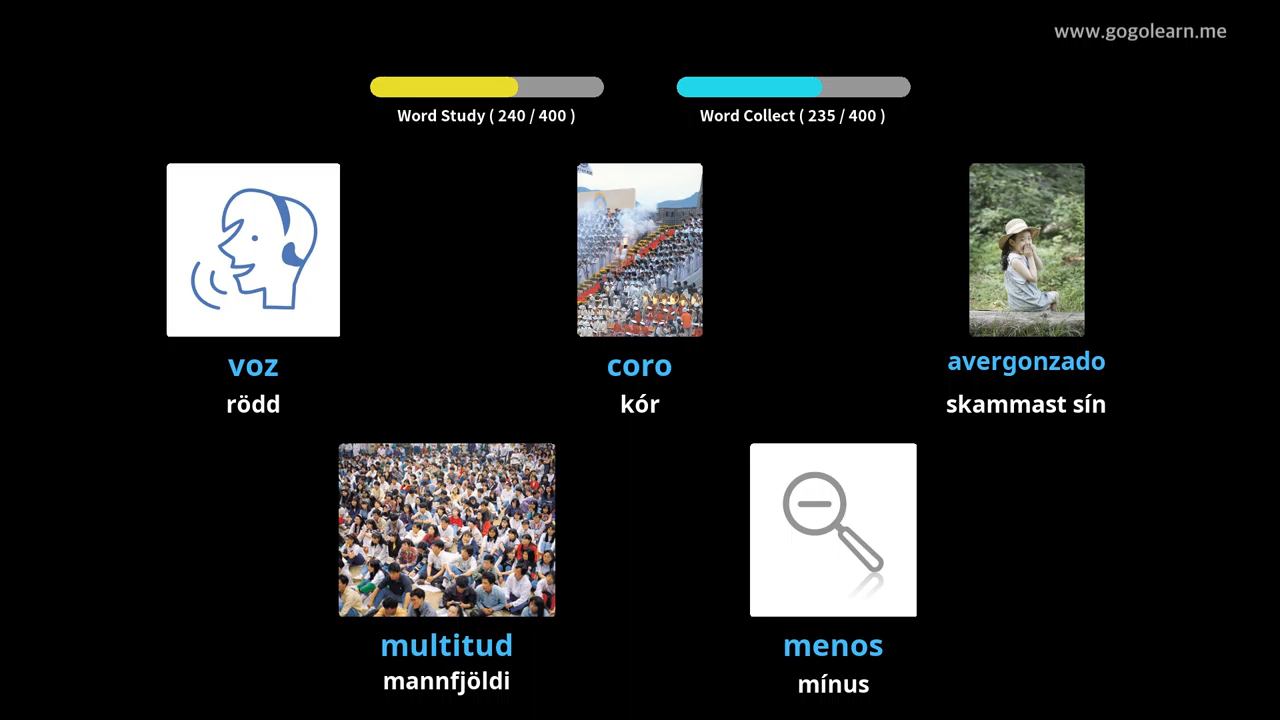 www.gogolearn.me
Word Study ( 240 / 400 )
Word Collect ( 235 / 400 )
voz
rödd
coro
kór
avergonzado
skammast sín
multitud
mannfjöldi
menos
mínus